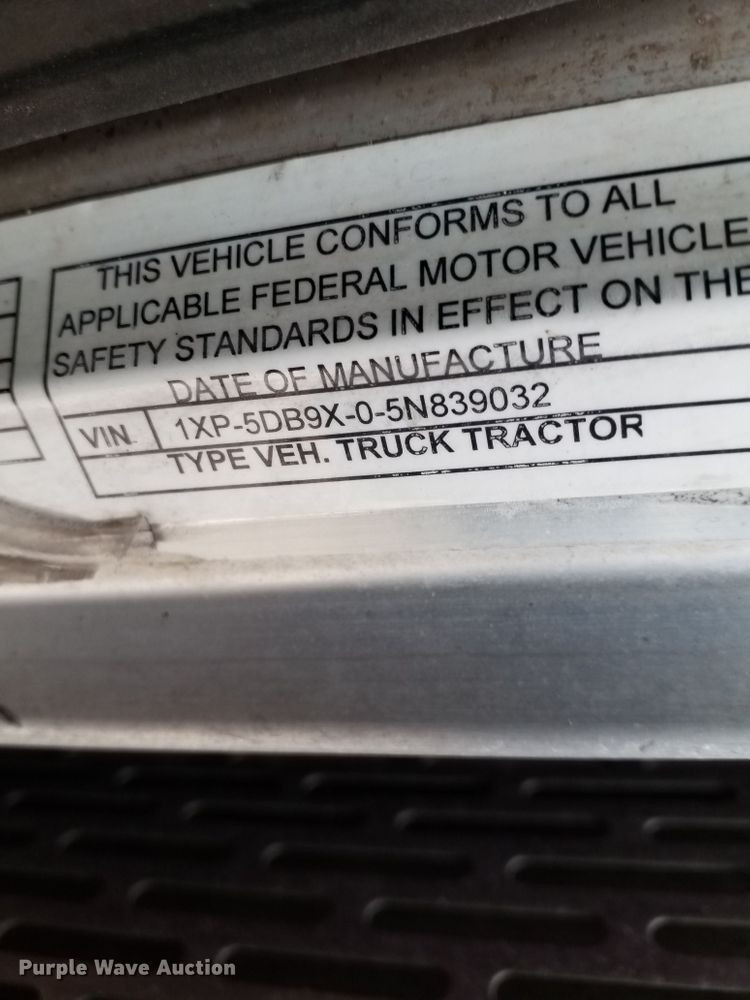 THIS VEHICLE CONFORMS TO ALL
APPLICABLE FEDERAL MOTOR VEHICLE
SAFETY STANDARDS IN EFFECT ON THE
DATE OF MANUFACTURE
VIN. 1XP-5DB9X-0-5N839032
TYPE VEH. TRUCK TRACTOR
Purple Wave Auction